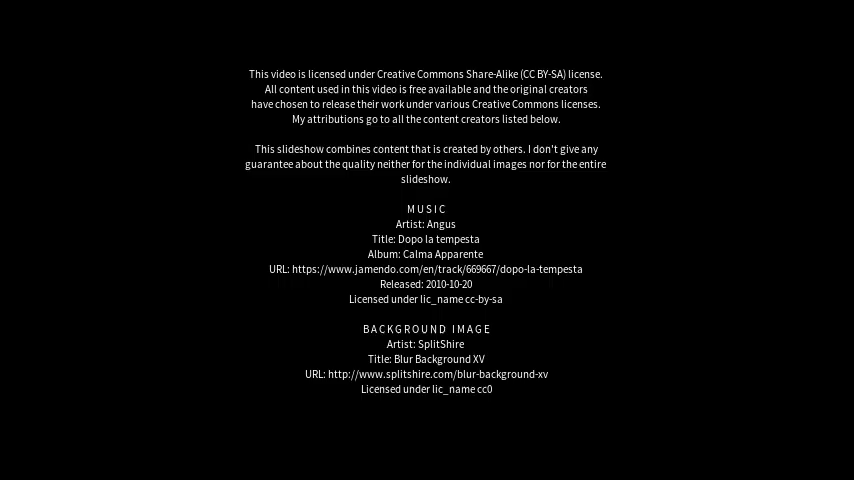 This video is licensed under Creative Commons Share-Alike (CC BY-SA) license.
All content used in this video is free available and the original creators
have chosen to release their work under various Creative Commons licenses.
My attributions go to all the content creators listed below.
This slideshow combines content that is created by others. I don't give any
guarantee about the quality neither for the individual images nor for the entire
slideshow.
MUSIC
Artist: Angus
Title: Dopo la tempesta
Album: Calma Apparente
URL: https://www.jamendo.com/en/track/669667/dopo-la-tempesta
Released: 2010-10-20
Licensed under lic_name cc-by-sa
BACKGROUND IMAGE
Artist: SplitShire
Title: Blur Background XV
URL: http://www.splitshire.com/blur-background-xv
Licensed under lic_name cc0